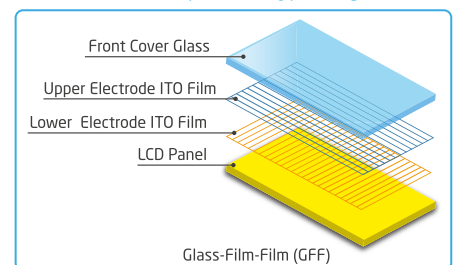 Front Cover Glass
Upper Electrode ITO Film
Lower Electrode ITO Film
LCD Panel
Glass-Film-Film (GFF)